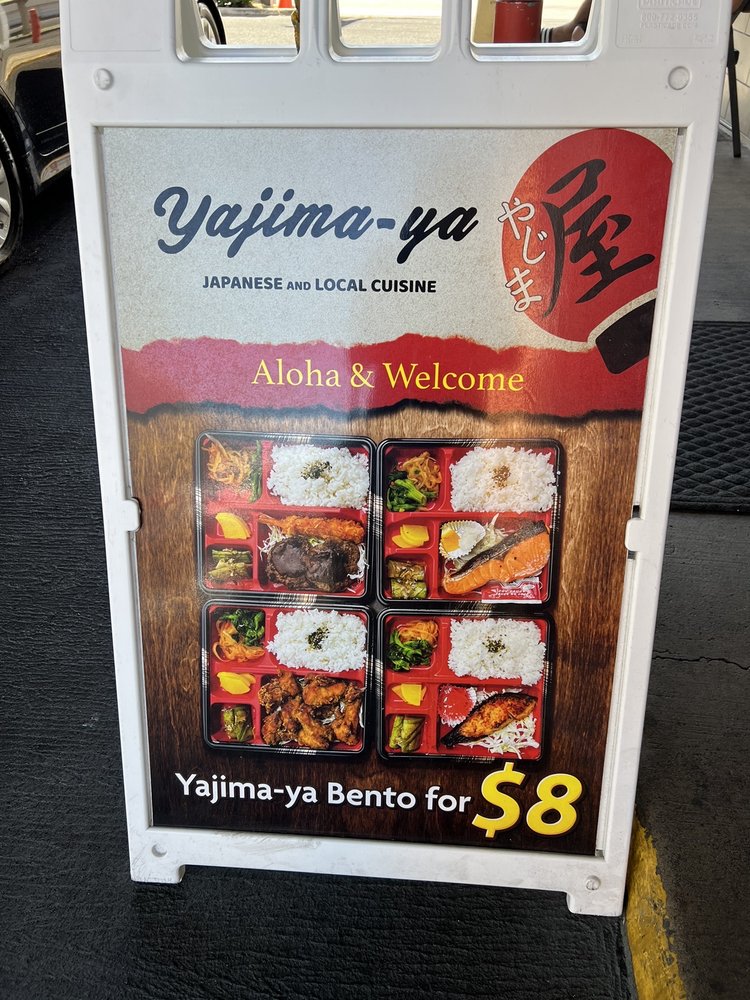 Yajima-ya
JAPANESE AND LOCAL CUISINE
やじま
屋
Aloha & Welcome
Yajima-ya Bento for $8